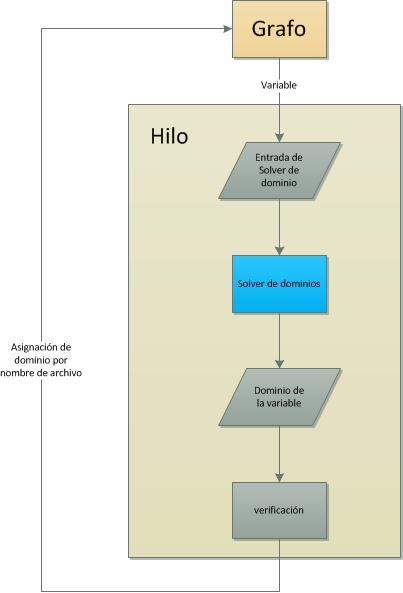 Grafo
Variable
Hilo
Entrada de
Solver de
dominio
Solver de dominios
Dominio de
la variable
verificación
Asignación de
dominio por
nombre de archivo